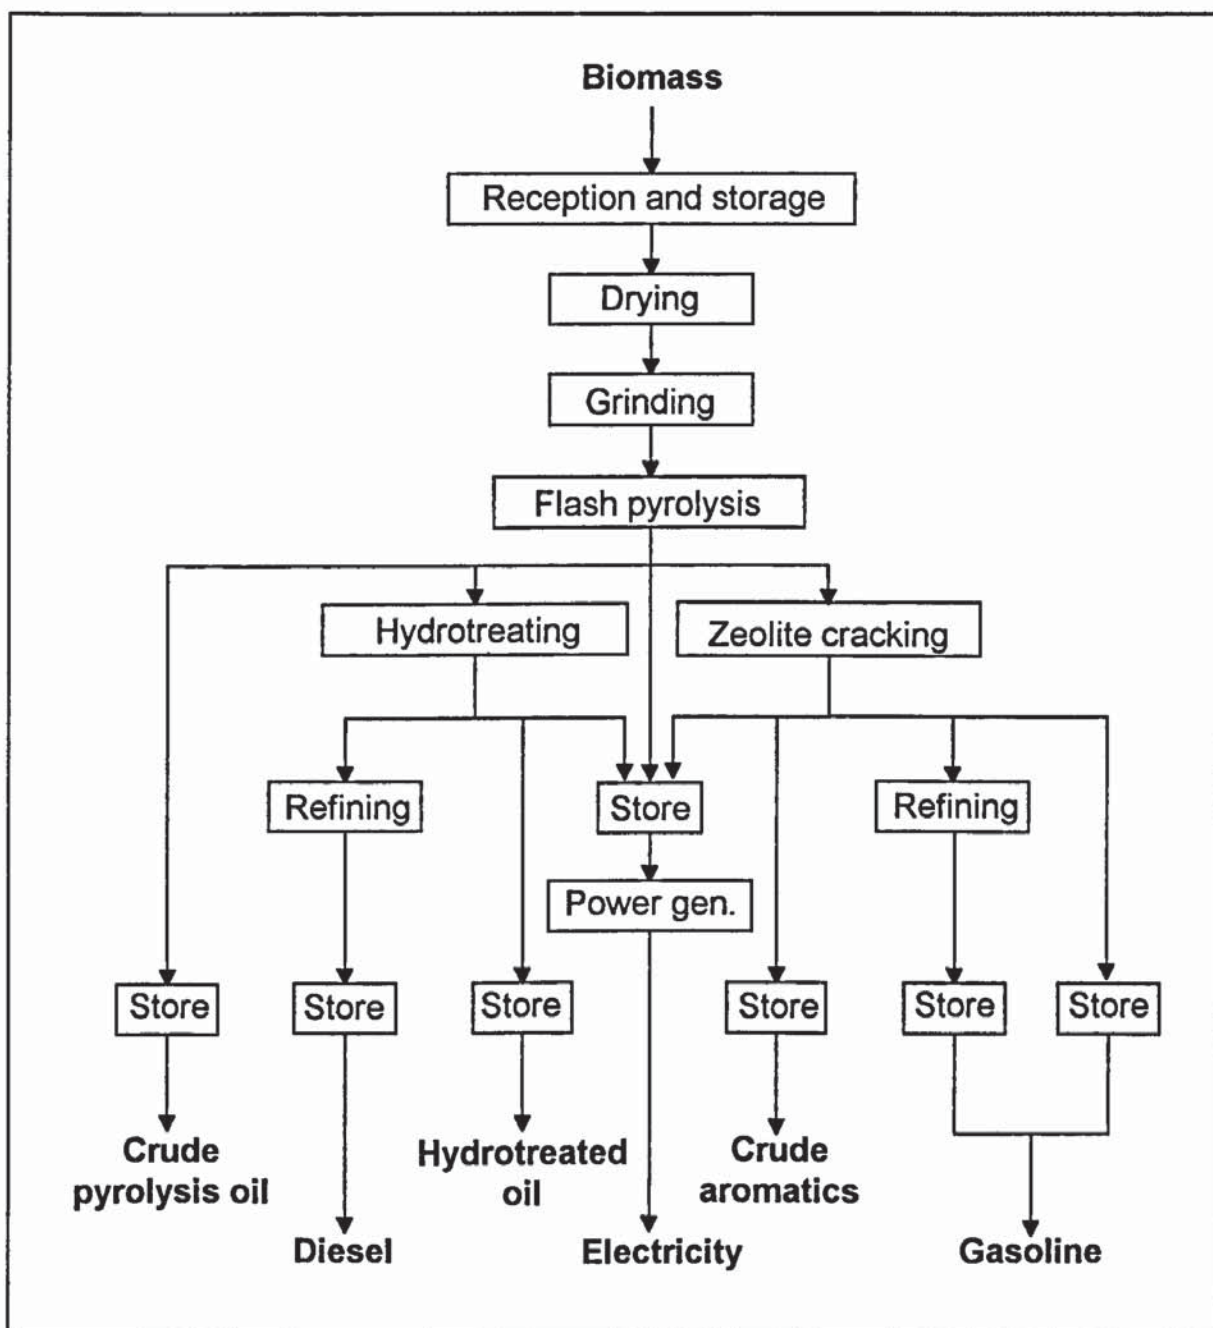 Biomass
Reception and storage
Drying
Grinding
Flash pyrolysis
Hydrotreating
Zeolite cracking
Refining
Store
Refining
Power gen.
Store
Store
Store
Store
Store
Store
Crude
pyrolysis oil
Hydrotreated
oil
Crude
aromatics
Diesel
Electricity
Gasoline